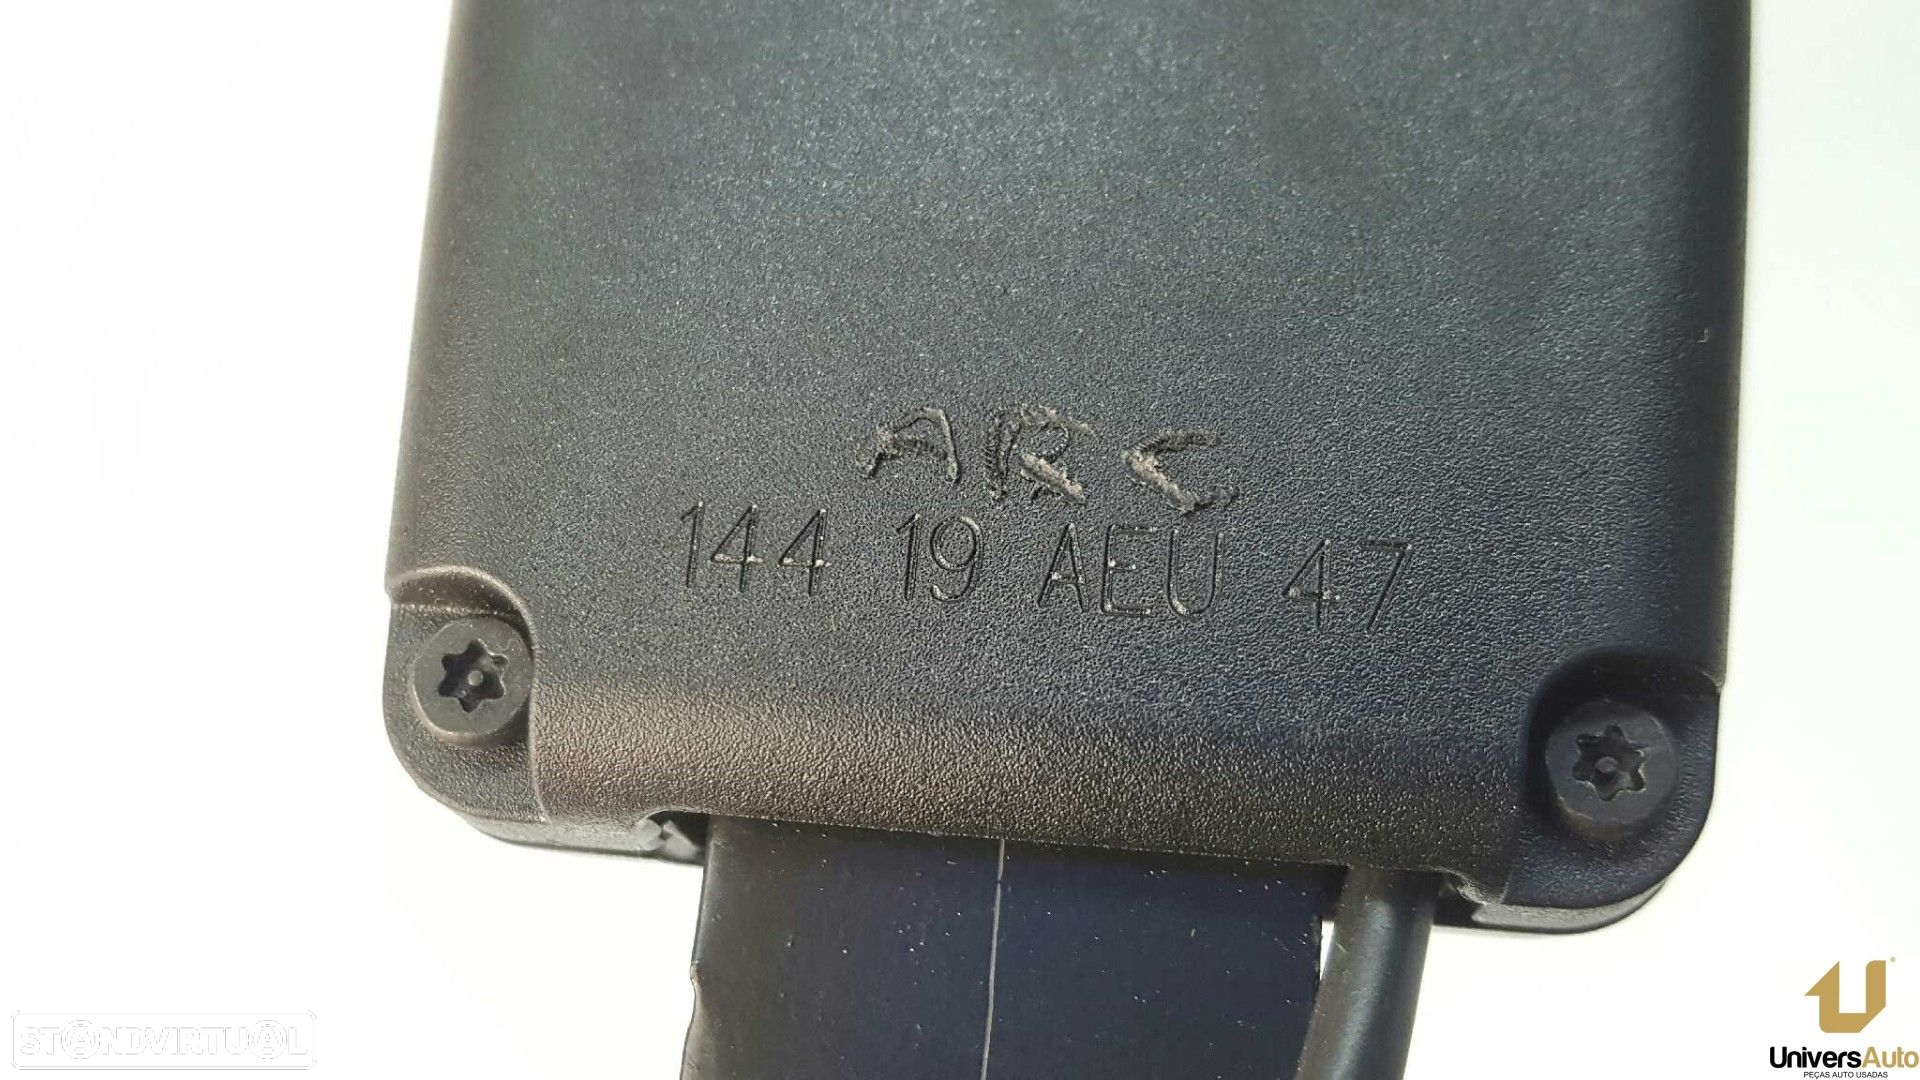 ARC
144 19 AEU 47
STANDVIRTUAL
UniversAuto
PEÇAS AUTO USADAS